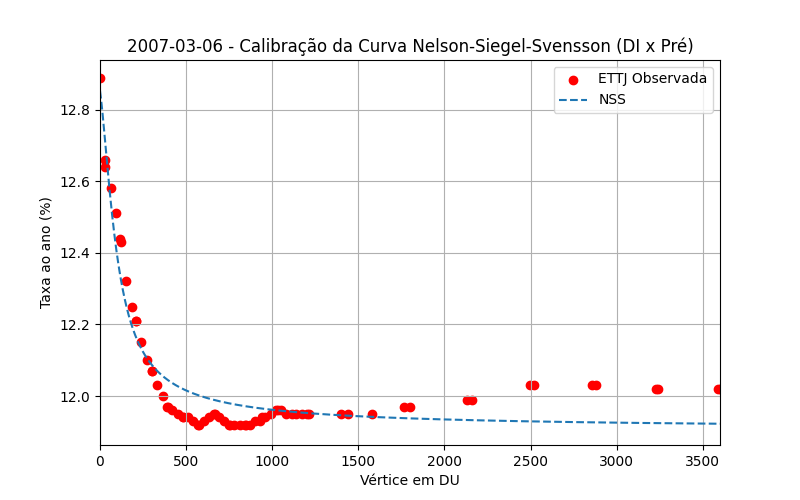 2007-03-06 - Calibração da Curva Nelson-Siegel-Svensson (DI x Pré)
ETTJ Observada
NSS
Taxa ao ano (%)
12.8
12.6
12.4
12.2
12.0
0 500 1000 1500 2000 2500 3000 3500
Vértice em DU